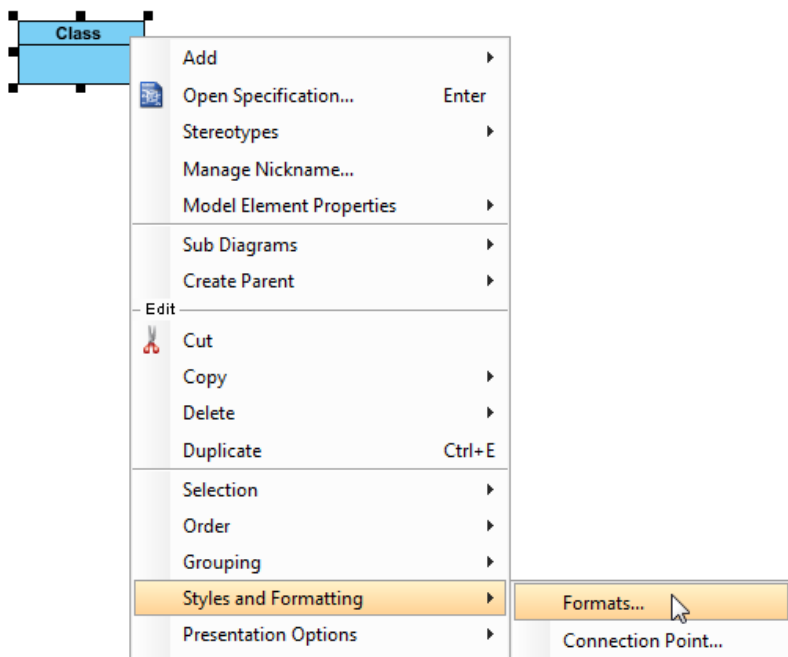 Class
Add
Open Specification... Enter
Stereotypes
Manage Nickname...
Model Element Properties
Sub Diagrams
Create Parent
Edit
Cut
Copy
Delete
Duplicate Ctrl+E
Selection
Order
Grouping
Styles and Formatting
Formats...
Presentation Options
Connection Point...